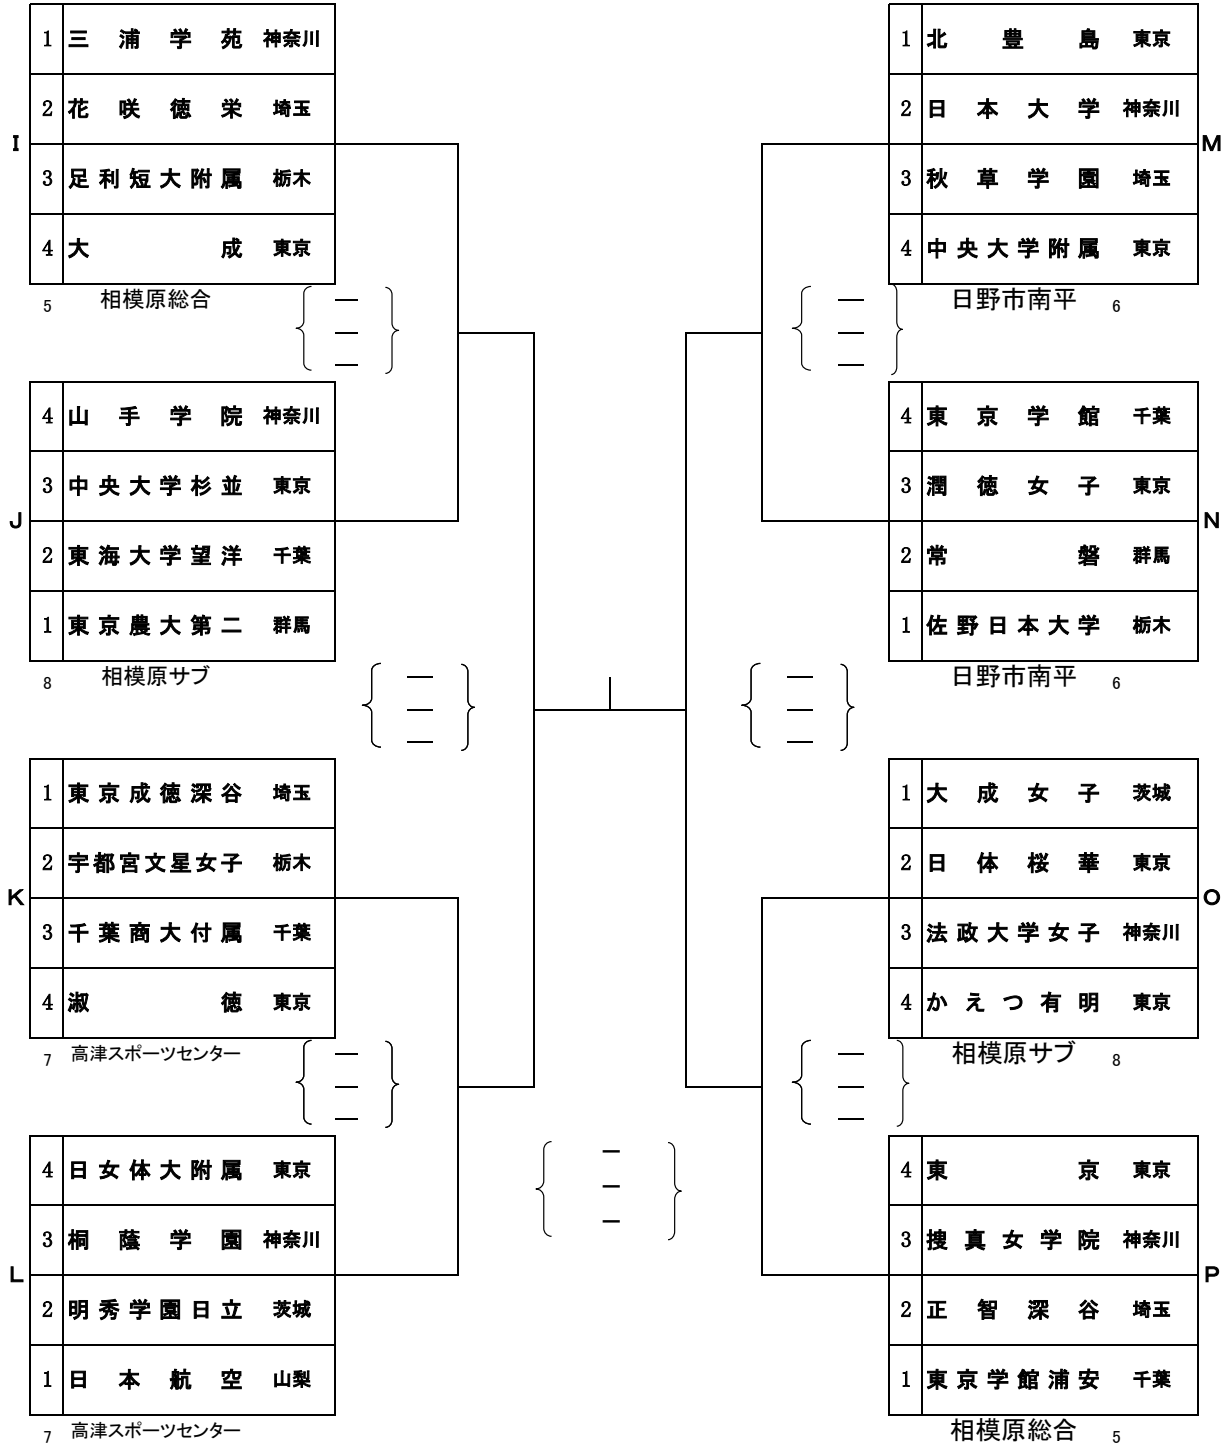 I
1 三浦学苑 神奈川
2 花咲徳栄 埼玉
3 足利短大附属 栃木
4 大成 東京
5 相模原総合
J
4 山手学院 神奈川
3 中央大学杉並 東京
2 東海大学望洋 千葉
1 東京農大第二 群馬
8 相模原サブ
K
1 東京成徳深谷 埼玉
2 宇都宮文星女子 栃木
3 千葉商大付属 千葉
4 淑徳 東京
7 高津スポーツセンター
L
4 日女体大附属 東京
3 桐蔭学園 神奈川
2 明秀学園日立 茨城
1 日本航空 山梨
7 高津スポーツセンター
M
1 北豊島 東京
2 日本大学 神奈川
3 秋草学園 埼玉
4 中央大学附属 東京
日野市南平 6
N
4 東京学館 千葉
3 潤徳女子 東京
2 常磐 群馬
1 佐野日本大学 栃木
日野市南平 6
O
1 大成女子 茨城
2 日体桜華 東京
3 法政大学女子 神奈川
4 かえつ有明 東京
相模原サブ 8
P
4 東京 東京
3 捜真女学院 神奈川
2 正智深谷 埼玉
1 東京学館浦安 千葉
相模原総合 5